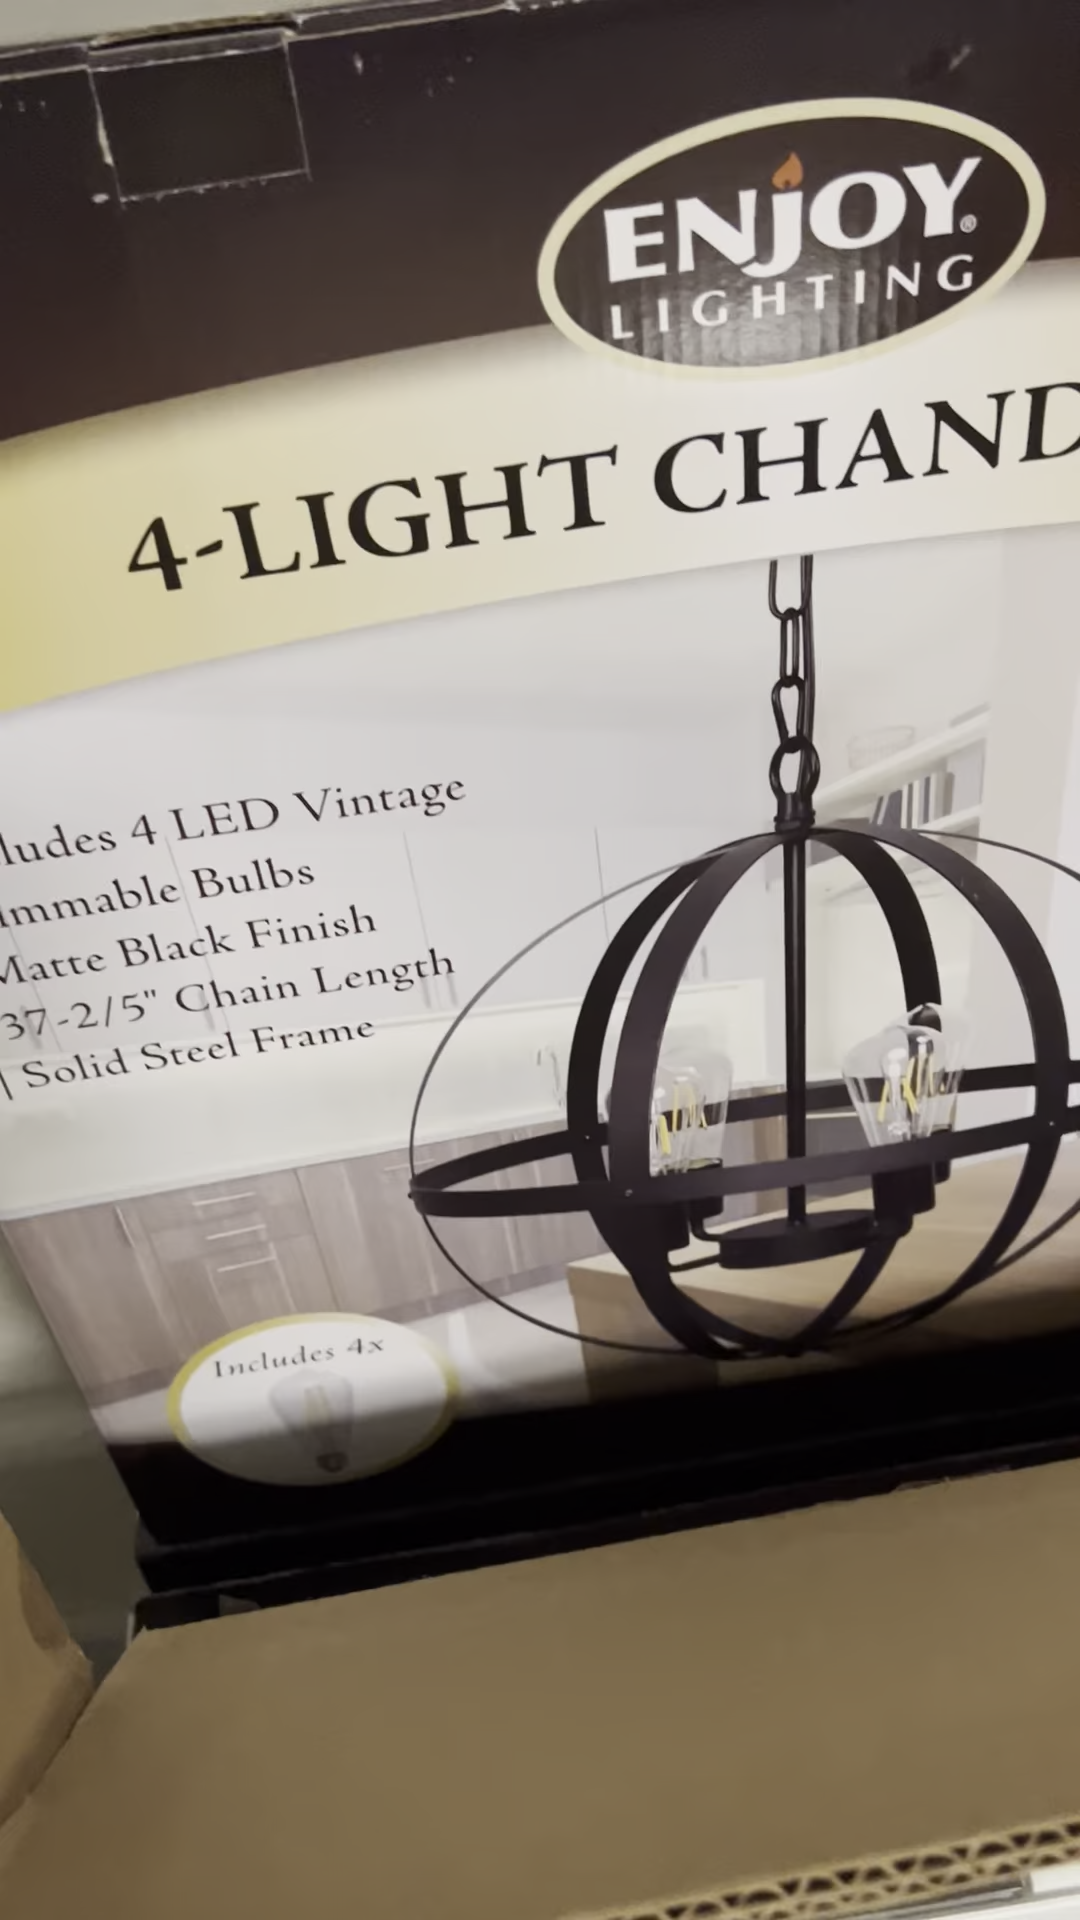 ENjOY®
LIGHTING
4-LIGHT CHAND
ludes 4 LED Vintage
immable Bulbs
Matte Black Finish
37-2/5" Chain Length
| Solid Steel Frame
Includes 4x